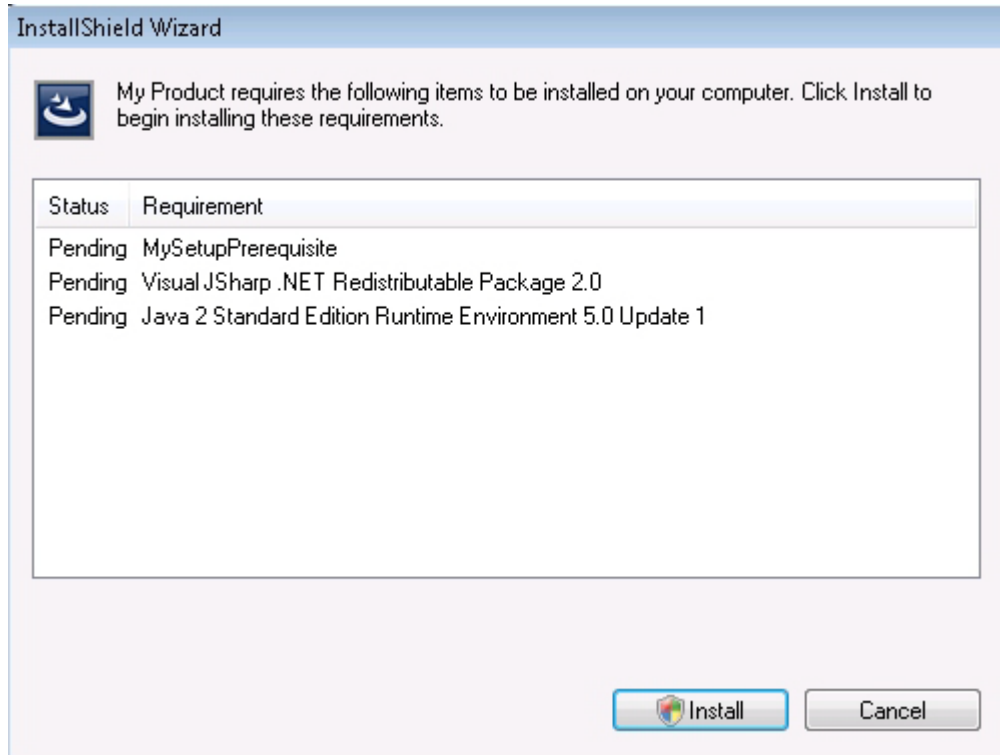 InstallShield Wizard
My Product requires the following items to be installed on your computer. Click Install to
begin installing these requirements.
Status Requirement
Pending MySetupPrerequisite
Pending Visual JSharp .NET Redistributable Package 2.0
Pending Java 2 Standard Edition Runtime Environment 5.0 Update 1
Install Cancel